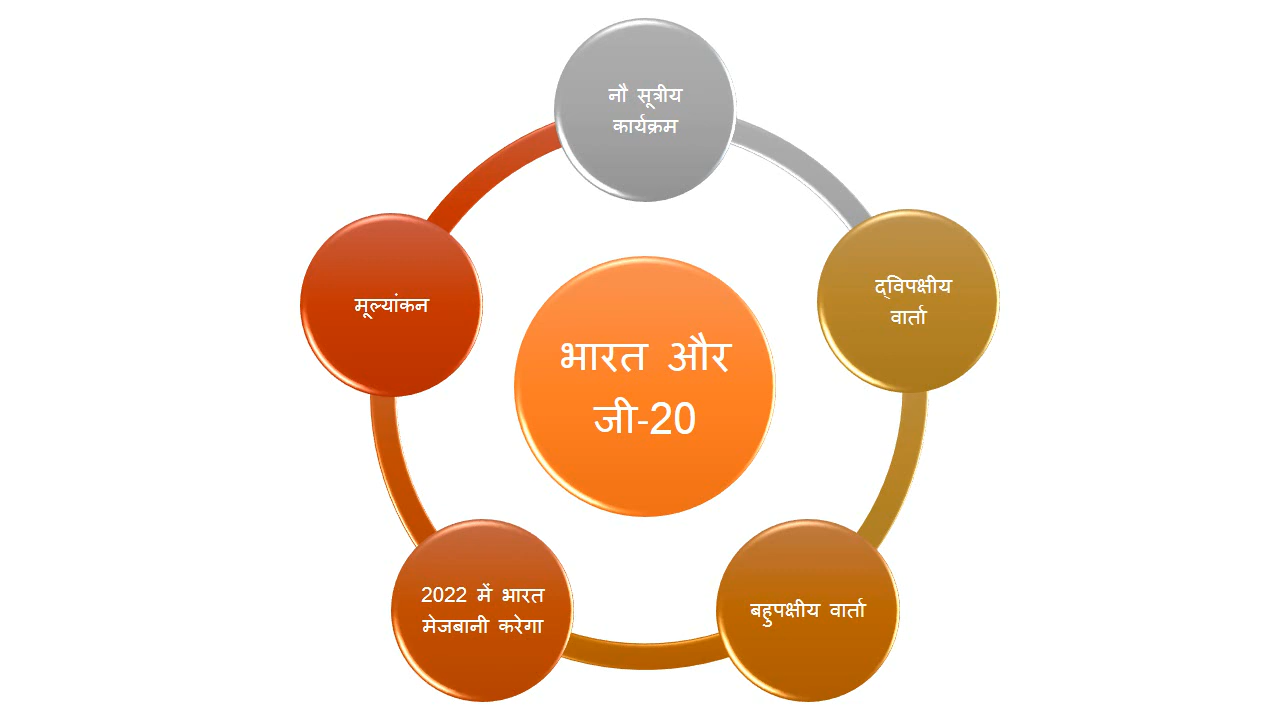 नौ सूत्रीय
कार्यक्रम
द्विपक्षीय
वार्ता
बहुपक्षीय वार्ता
2022 में भारत
मेजबानी करेगा
मूल्यांकन
भारत और
जी-20